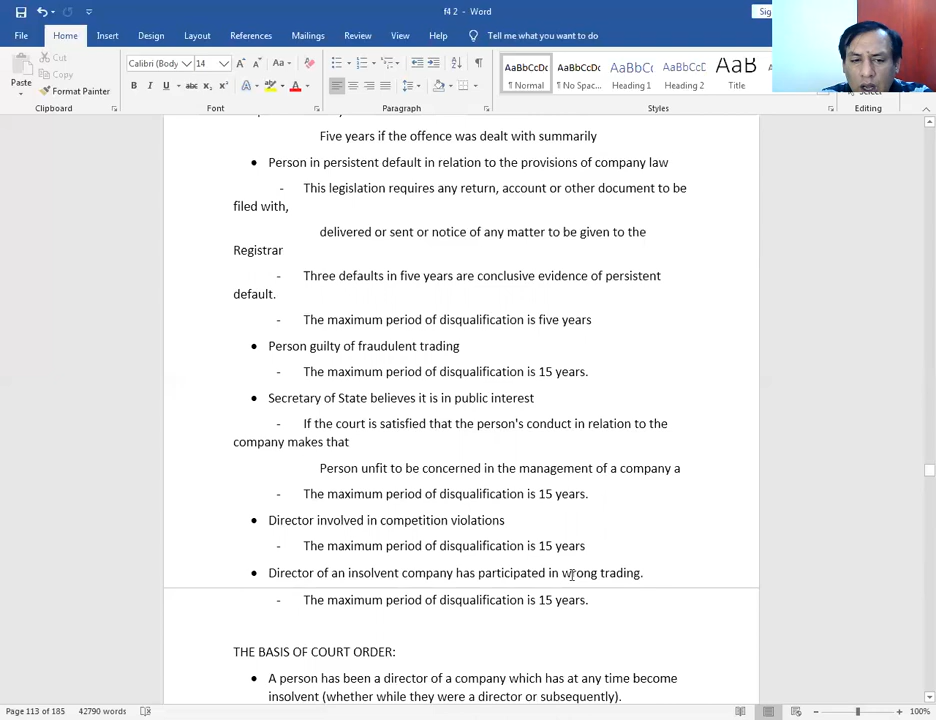 f4 2 - Word
Sig
File Home Insert Design Layout References Mailings Review View Help Tell me what you want to do
Paste
Cut
Copy
Format Painter
Calibri (Body 14
AaBbCcDc AaBbCcDc AaBbCc AaBbCcD AaB
¶ Normal ¶ No Spac... Heading 1 Heading 2 Title
Clipboard Font Paragraph Styles Editing
Five years if the offence was dealt with summarily
• Person in persistent default in relation to the provisions of company law
- This legislation requires any return, account or other document to be
filed with,
delivered or sent or notice of any matter to be given to the
Registrar
- Three defaults in five years are conclusive evidence of persistent
default.
- The maximum period of disqualification is five years
• Person guilty of fraudulent trading
- The maximum period of disqualification is 15 years.
• Secretary of State believes it is in public interest
- If the court is satisfied that the person's conduct in relation to the
company makes that
Person unfit to be concerned in the management of a company a
- The maximum period of disqualification is 15 years.
• Director involved in competition violations
- The maximum period of disqualification is 15 years
• Director of an insolvent company has participated in wrong trading.
- The maximum period of disqualification is 15 years.
THE BASIS OF COURT ORDER:
• A person has been a director of a company which has at any time become
insolvent (whether while they were a director or subsequently).
Page 113 of 185 42790 words 100%